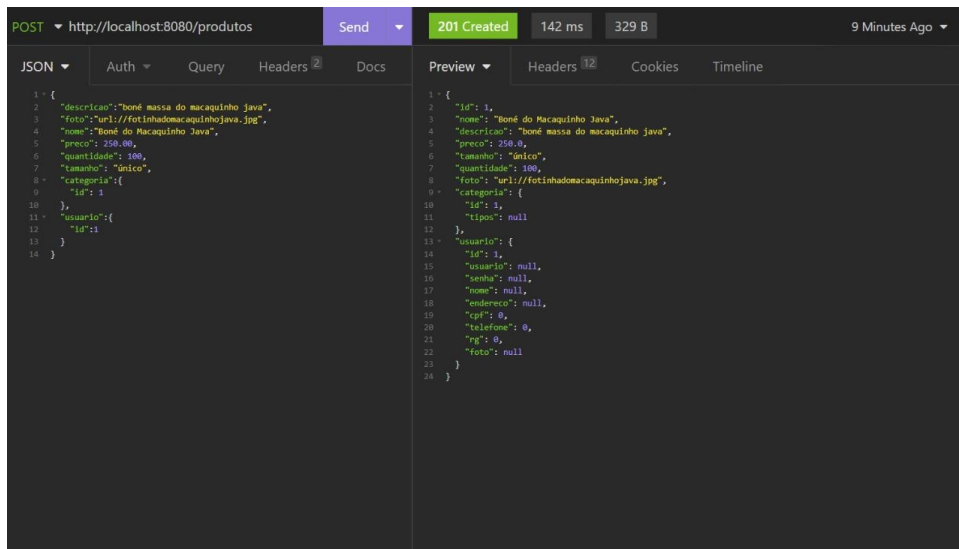 POST http://localhost:8080/produtos Send 201 Created 142 ms 329 B 9 Minutes Ago
JSON Auth Query Headers 2 Docs
1 {
2 "descricao":"boné massa do macaquinho java",
3 "foto":"url://fotinhadomacaquinhojava.jpg",
4 "nome":"Boné do Macaquinho Java",
5 "preco": 250.00,
6 "quantidade": 100,
7 "tamanho": "único",
8 "categoria":{
9 "id": 1
10 },
11 "usuario":{
12 "id":1
13 }
14 }
Preview Headers 12 Cookies Timeline
1 {
2 "id": 1,
3 "nome": "Boné do Macaquinho Java",
4 "descricao": "boné massa do macaquinho java",
5 "preco": 250.0,
6 "tamanho": "único",
7 "quantidade": 100,
8 "foto": "url://fotinhadomacaquinhojava.jpg",
9 "categoria": {
10 "id": 1,
11 "tipos": null
12 },
13 "usuario": {
14 "id": 1,
15 "usuario": null,
16 "senha": null,
17 "nome": null,
18 "endereco": null,
19 "cpf": 0,
20 "telefone": 0,
21 "rg": 0,
22 "foto": null
23 }
24 }